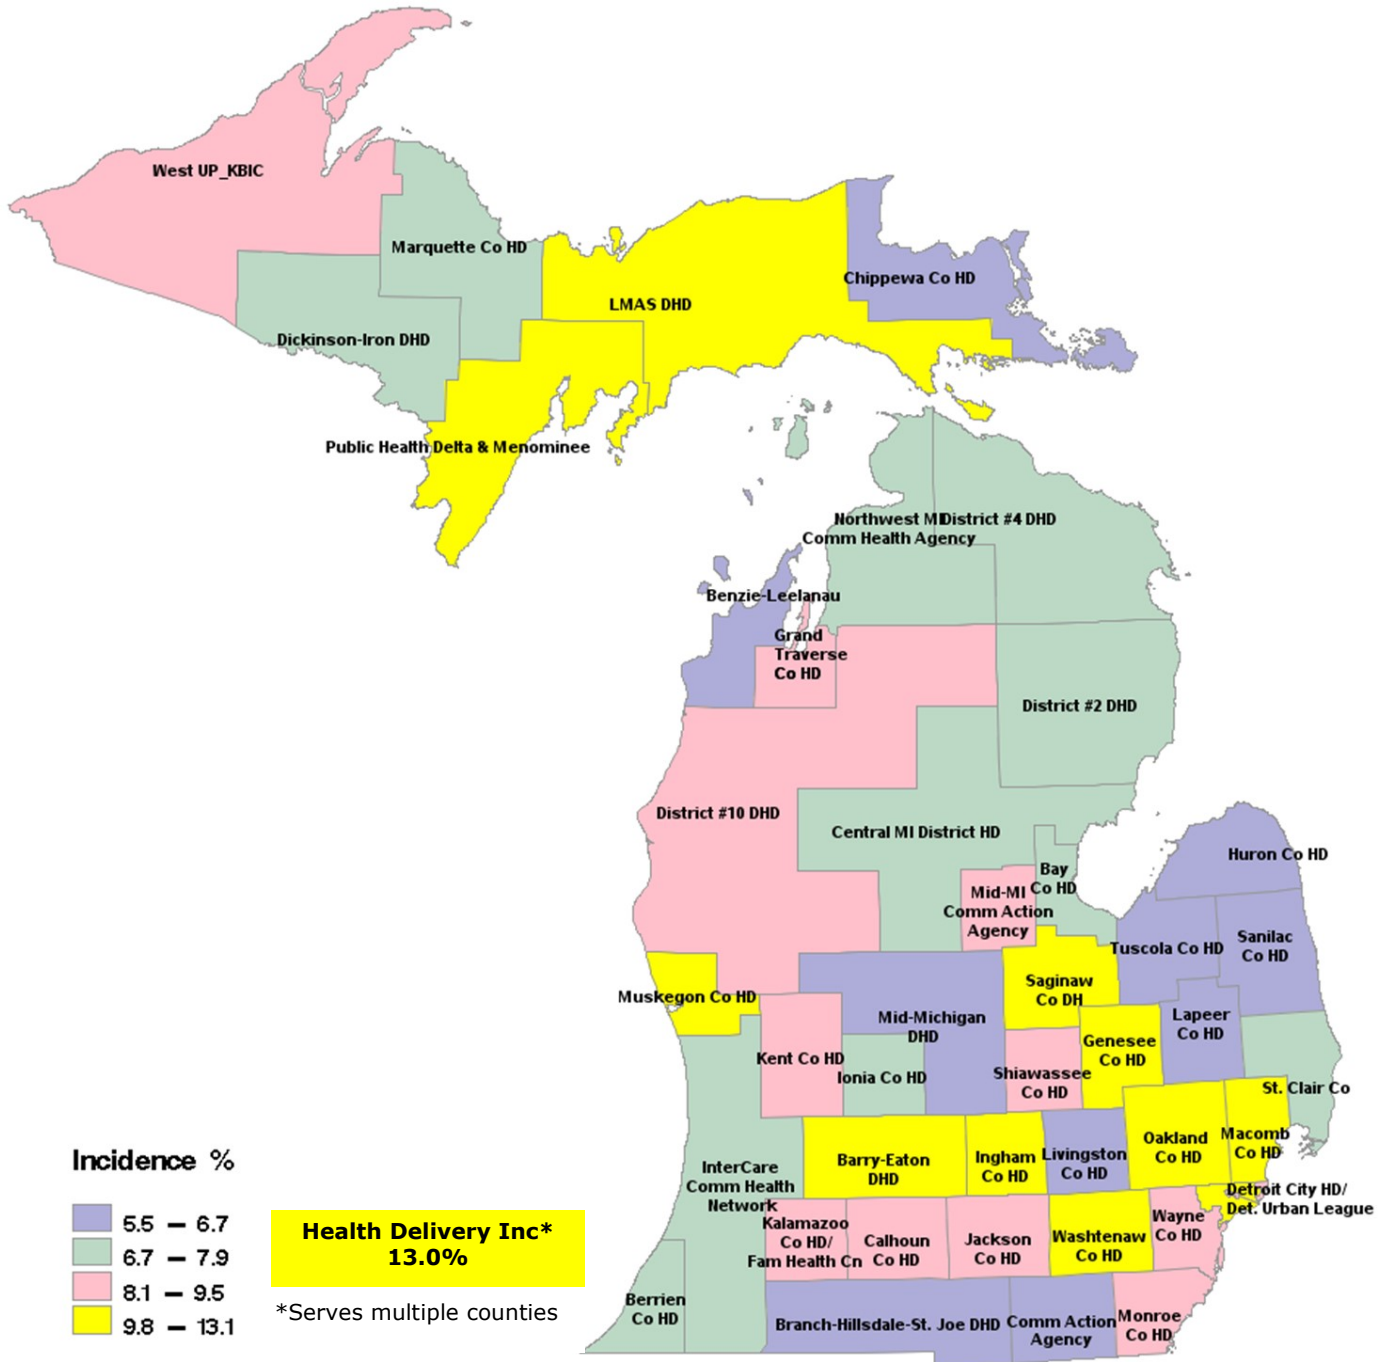 West UP_KBIC
Marquette Co HD
Chippewa Co HD
LMAS DHD
Dickinson-Iron DHD
Public Health Delta & Menominee
Northwest MI
Comm Health Agency
District #4 DHD
Benzie-Leelanau
Grand
Traverse
Co HD
District #2 DHD
District #10 DHD
Central MI District HD
Bay
Co HD
Huron Co HD
Mid-MI
Comm Action
Agency
Tuscola Co HD
Sanilac
Co HD
Muskegon Co HD
Saginaw
Co DH
Mid-Michigan
DHD
Lapeer
Co HD
Genesee
Co HD
Kent Co HD
Ionia Co HD
Shiawassee
Co HD
St. Clair Co
Oakland
Co HD
Macomb
Co HD
InterCare
Comm Health
Network
Barry-Eaton
DHD
Ingham
Co HD
Livingston
Co HD
Detroit City HD/
Det. Urban League
Kalamazoo
Co HD/
Fam Health Cn
Calhoun
Co HD
Jackson
Co HD
Washtenaw
Co HD
Wayne
Co HD
Berrien
Co HD
Branch-Hillsdale-St. Joe DHD
Comm Action
Agency
Monroe
Co HD
Incidence %
5.5 – 6.7
6.7 – 7.9
8.1 – 9.5
9.8 – 13.1
Health Delivery Inc*
13.0%
*Serves multiple counties